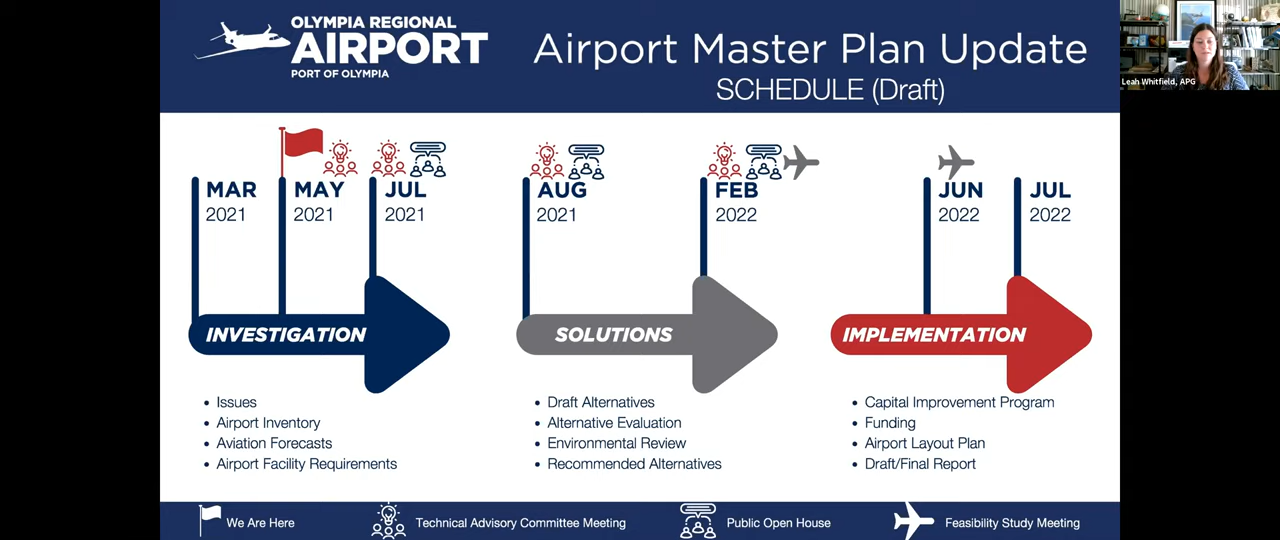 OLYMPIA REGIONAL
AIRPORT
PORT OF OLYMPIA
Airport Master Plan Update
SCHEDULE (Draft)
Leah Whitfield, APG
MAR
2021
MAY
2021
JUL
2021
AUG
2021
FEB
2022
JUN
2022
JUL
2022
INVESTIGATION
SOLUTIONS
IMPLEMENTATION
• Issues
• Airport Inventory
• Aviation Forecasts
• Airport Facility Requirements
• Draft Alternatives
• Alternative Evaluation
• Environmental Review
• Recommended Alternatives
• Capital Improvement Program
• Funding
• Airport Layout Plan
• Draft/Final Report
We Are Here
Technical Advisory Committee Meeting
Public Open House
Feasibility Study Meeting